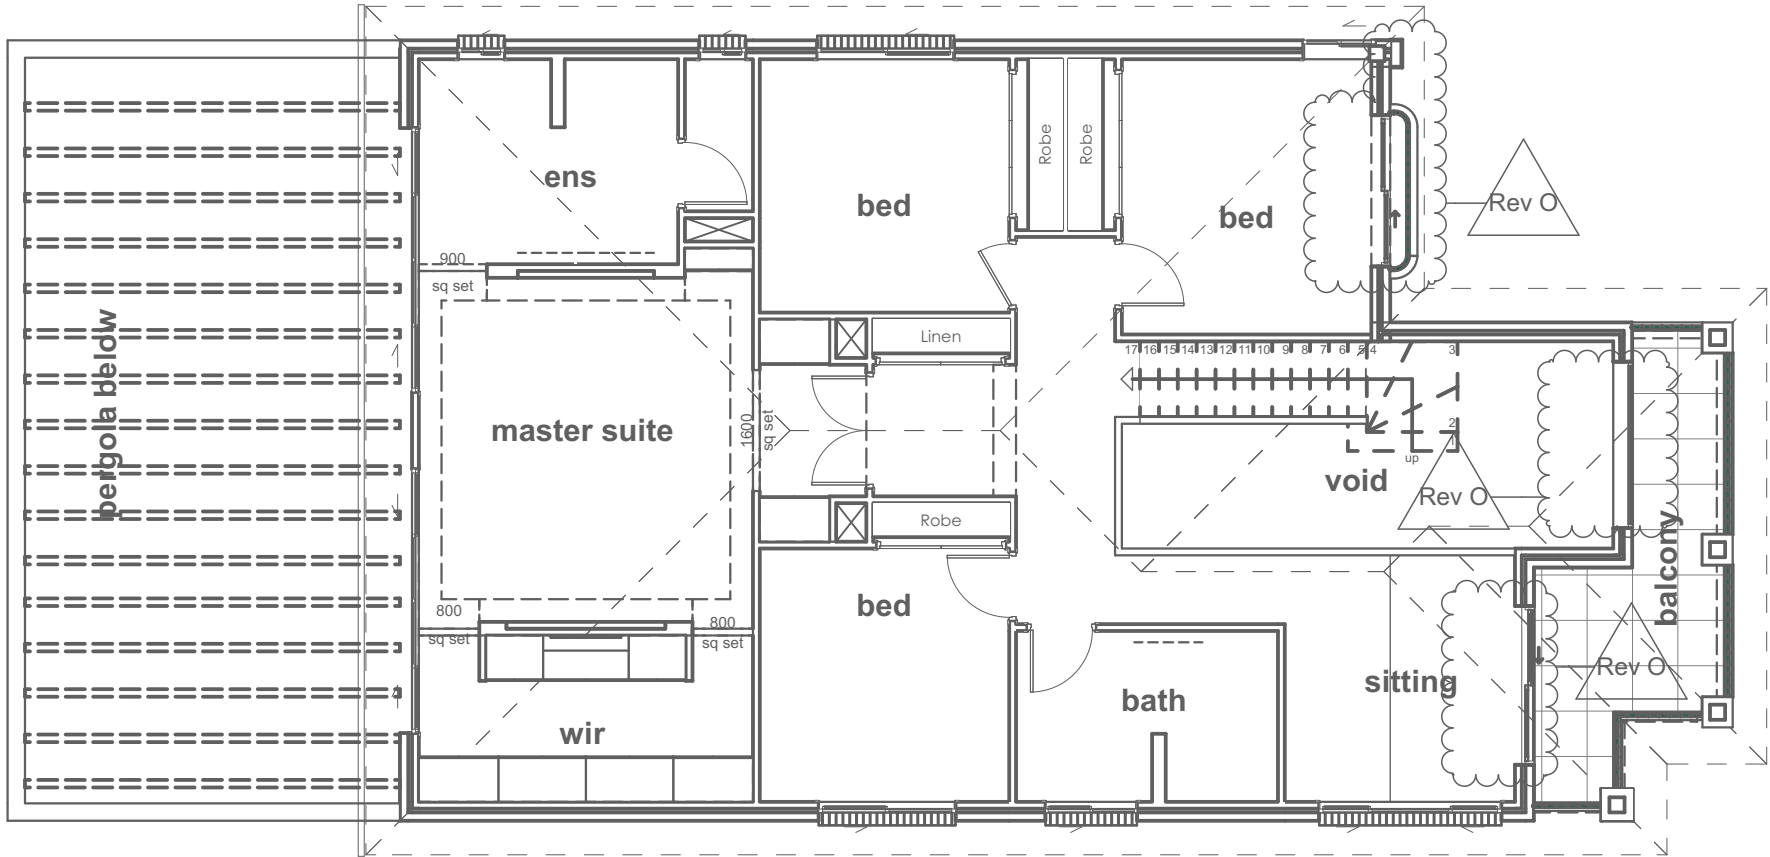 ens
bed
Robe
Robe
bed
Rev O
900
sq set
pergola below
Linen
17 16 15 14 13 12 11 10 9 8 7 6 5 4 3
2
1
up
master suite
1600
sq set
void
Rev O
Robe
balcony
800
sq set
800
sq set
bed
wir
bath
sitting
Rev O